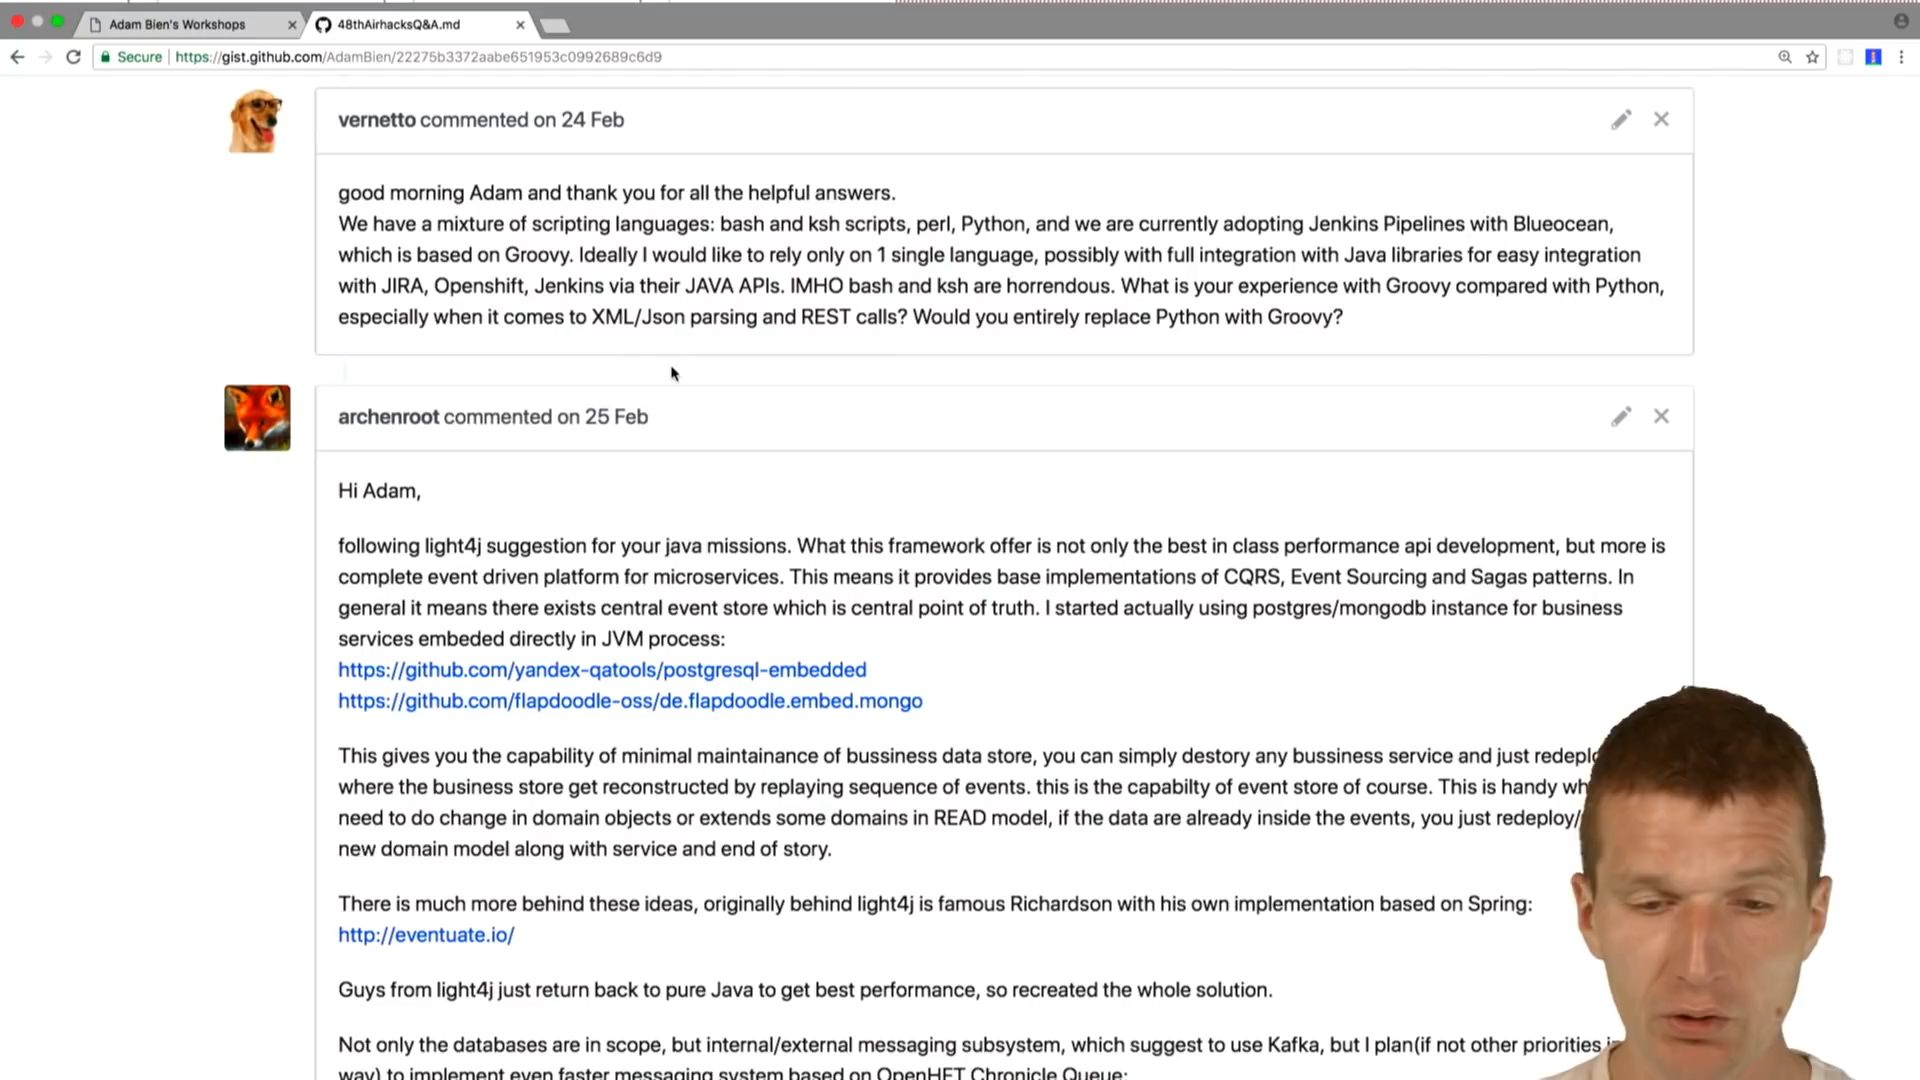 Adam Bien's Workshops
48thAirhacksQ&A.md
Secure
https://gist.github.com/AdamBien/22275b3372aabe651953c0992689c6d9
vernetto commented on 24 Feb
good morning Adam and thank you for all the helpful answers.
We have a mixture of scripting languages: bash and ksh scripts, perl, Python, and we are currently adopting Jenkins Pipelines with Blueocean,
which is based on Groovy. Ideally I would like to rely only on 1 single language, possibly with full integration with Java libraries for easy integration
with JIRA, Openshift, Jenkins via their JAVA APIs. IMHO bash and ksh are horrendous. What is your experience with Groovy compared with Python,
especially when it comes to XML/Json parsing and REST calls? Would you entirely replace Python with Groovy?
archenroot commented on 25 Feb
Hi Adam,
following light4j suggestion for your java missions. What this framework offer is not only the best in class performance api development, but more is
complete event driven platform for microservices. This means it provides base implementations of CQRS, Event Sourcing and Sagas patterns. In
general it means there exists central event store which is central point of truth. I started actually using postgres/mongodb instance for business
services embeded directly in JVM process:
https://github.com/yandex-qatools/postgresql-embedded
https://github.com/flapdoodle-oss/de.flapdoodle.embed.mongo
This gives you the capability of minimal maintainance of bussiness data store, you can simply destory any bussiness service and just redepl
where the business store get reconstructed by replaying sequence of events. this is the capabilty of event store of course. This is handy wh
need to do change in domain objects or extends some domains in READ model, if the data are already inside the events, you just redeploy/
new domain model along with service and end of story.
There is much more behind these ideas, originally behind light4j is famous Richardson with his own implementation based on Spring:
http://eventuate.io/
Guys from light4j just return back to pure Java to get best performance, so recreated the whole solution.
Not only the databases are in scope, but internal/external messaging subsystem, which suggest to use Kafka, but I plan(if not other priorities i
way) to implement even faster messaging system based on OpenHFT Chronicle Queue: